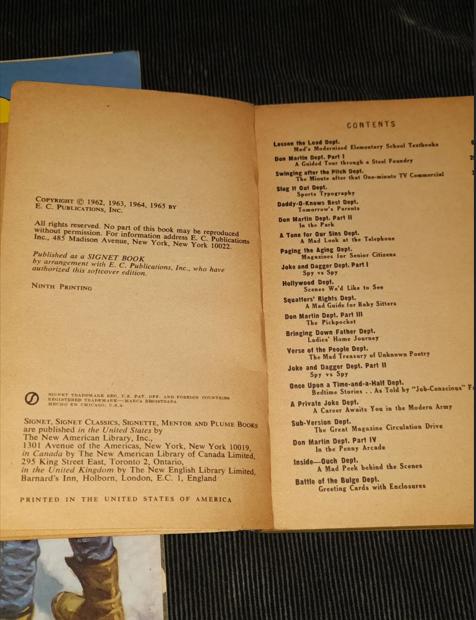 COPYRIGHT © 1962, 1963, 1964, 1965 BY
E. C. PUBLICATIONS, INC.
All rights reserved. No part of this book may be reproduced
without permission. For information address E. C. Publications
Inc., 485 Madison Avenue, New York, New York 10022.
Published as a SIGNET BOOK
by arrangement with E. C. Publications, Inc., who have
authorized this softcover edition.
NINTH PRINTING
SIGNET TRADEMARK REG. U.S. PAT. OFF. AND FOREIGN COUNTRIES
REGISTERED TRADEMARK—MARCA REGISTRADA
HECHO EN CHICAGO, U.S.A.
SIGNET, SIGNET CLASSICS, SIGNETTE, MENTOR AND PLUME BOOKS
are published in the United States by
The New American Library, Inc.,
1301 Avenue of the Americas, New York, New York 10019,
in Canada by The New American Library of Canada Limited,
295 King Street East, Toronto 2, Ontario,
in the United Kingdom by The New English Library Limited,
Barnard's Inn, Holborn, London, E.C. 1, England
PRINTED IN THE UNITED STATES OF AMERICA
CONTENTS
Lesson the Load Dept.
Mad's Modernized Elementary School Textbooks
Don Martin Dept. Part I
A Guided Tour through a Steel Foundry
Swinging after the Pitch Dept.
The Minute after that One-minute TV Commercial
Slug It Out Dept.
Sports Typography
Daddy-O-Knows Best Dept.
Tomorrow's Parents
Don Martin Dept. Part II
In the Park
A Tone for Our Sins Dept.
A Mad Look at the Telephone
Paging the Aging Dept.
Magazines for Senior Citizens
Joke and Dagger Dept. Part I
Spy vs Spy
Hollywood Dept.
Scenes We'd Like to See
Squatters' Rights Dept.
A Mad Guide for Baby Sitters
Don Martin Dept. Part III
The Pickpocket
Bringing Down Father Dept.
Ladies' Home Journey
Verse of the People Dept.
The Mad Treasury of Unknown Poetry
Joke and Dagger Dept. Part II
Spy vs Spy
Once Upon a Time-and-a-Half Dept.
Bedtime Stories . . As Told by "Job-Conscious"
A Private Joke Dept.
A Career Awaits You in the Modern Army
Sub-Version Dept.
The Great Magazine Circulation Drive
Don Martin Dept. Part IV
In the Penny Arcade
Inside—Ouch Dept.
A Mad Peek behind the Scenes
Battle of the Bulge Dept.
Greeting Cards with Enclosures